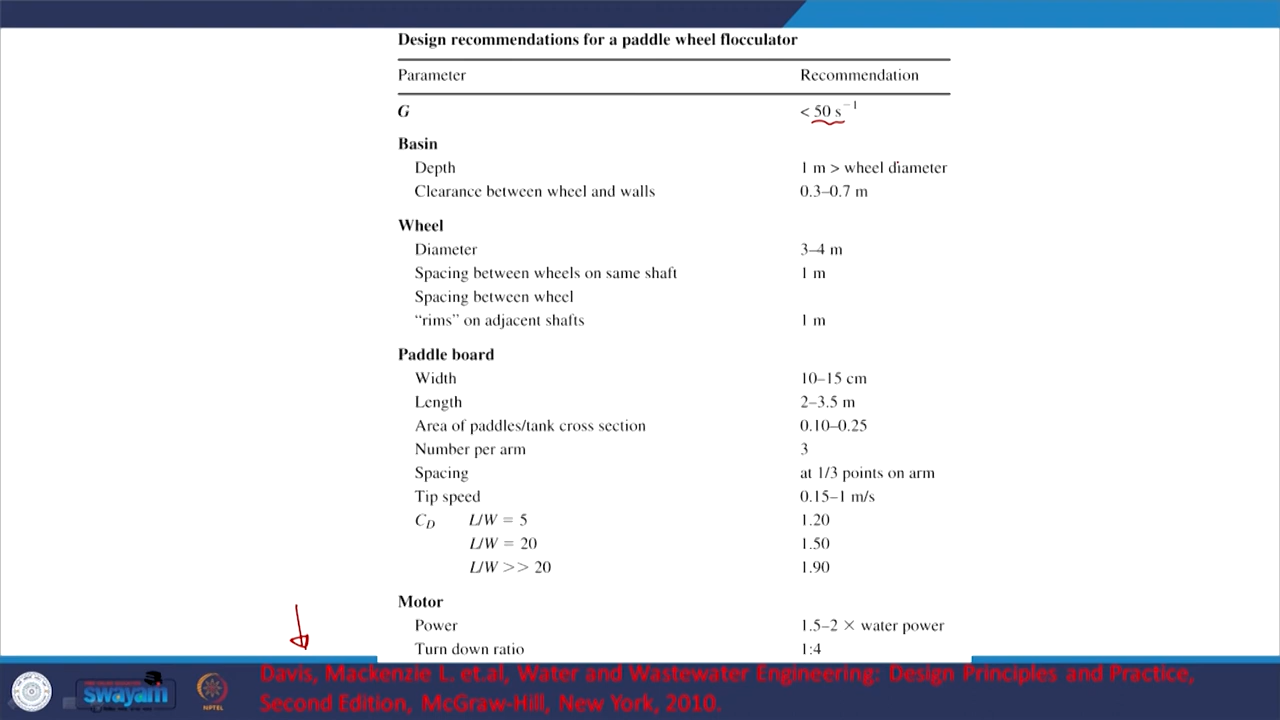 Design recommendations for a paddle wheel flocculator
Parameter Recommendation
G < 50 s⁻¹
Basin
Depth 1 m > wheel diameter
Clearance between wheel and walls 0.3–0.7 m
Wheel
Diameter 3–4 m
Spacing between wheels on same shaft 1 m
Spacing between wheel
“rims” on adjacent shafts 1 m
Paddle board
Width 10–15 cm
Length 2–3.5 m
Area of paddles/tank cross section 0.10–0.25
Number per arm 3
Spacing at 1/3 points on arm
Tip speed 0.15–1 m/s
C_D L/W = 5 1.20
L/W = 20 1.50
L/W >> 20 1.90
Motor
Power 1.5–2 × water power
Turn down ratio 1:4
Davis, Mackenzie L. et.al, Water and Wastewater Engineering: Design Principles and Practice,
Second Edition, McGraw-Hill, New York, 2010.
swayam
NPTEL